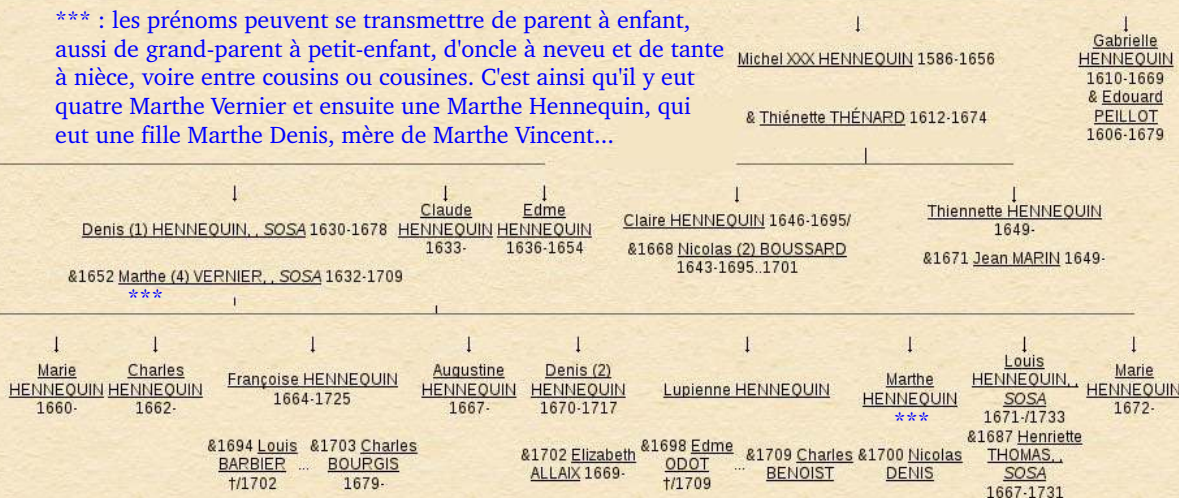 *** : les prénoms peuvent se transmettre de parent à enfant,
aussi de grand-parent à petit-enfant, d'oncle à neveu et de tante
à nièce, voire entre cousins ou cousines. C'est ainsi qu'il y eut
quatre Marthe Vernier et ensuite une Marthe Hennequin, qui
eut une fille Marthe Denis, mère de Marthe Vincent...
Michel XXX HENNEQUIN 1586-1656
& Thiénette THÉNARD 1612-1674
Gabrielle
HENNEQUIN
1610-1669
& Edouard
PEILLOT
1606-1679
Denis (1) HENNEQUIN, , SOSA 1630-1678
&1652 Marthe (4) VERNIER, , SOSA 1632-1709
***
Claude
HENNEQUIN
1633-
Edme
HENNEQUIN
1636-1654
Claire HENNEQUIN 1646-1695/
&1668 Nicolas (2) BOUSSARD
1643-1695..1701
Thiennette HENNEQUIN
1649-
&1671 Jean MARIN 1649-
Marie
HENNEQUIN
1660-
Charles
HENNEQUIN
1662-
Françoise HENNEQUIN
1664-1725
&1694 Louis
BARBIER
†/1702
...
&1703 Charles
BOURGIS
1679-
Augustine
HENNEQUIN
1667-
Denis (2)
HENNEQUIN
1670-1717
&1702 Elizabeth
ALLAIX 1669-
Lupienne HENNEQUIN
&1698 Edme
ODOT
†/1709
...
&1709 Charles
BENOIST
Marthe
HENNEQUIN
***
&1700 Nicolas
DENIS
Louis
HENNEQUIN, ,
SOSA
1671-/1733
&1687 Henriette
THOMAS, ,
SOSA
1667-1731
Marie
HENNEQUIN
1672-